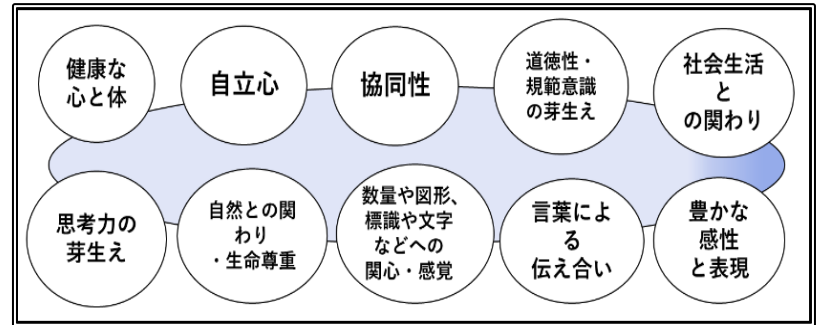 健康な
心と体
自立心
協同性
道徳性・
規範意識
の芽生え
社会生活
と
の関わり
思考力の
芽生え
自然との関
わり
・生命尊重
数量や図形、
標識や文字
などへの
関心・感覚
言葉によ
る
伝え合い
豊かな
感性
と表現